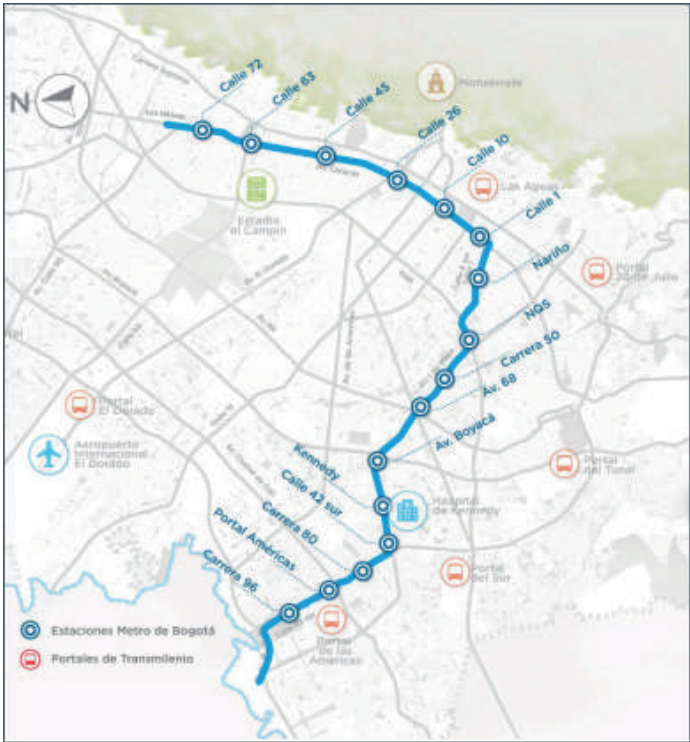 N
Calle 72
Calle 63
Calle 45
Calle 26
Calle 10
Calle 1
Nariño
NQS
Carrera 50
Av. 68
Av. Boyacá
Kennedy
Calle 42 sur
Carrera 80
Portal Américas
Carrera 96
Monserrate
Las Aguas
Estadio
el Campín
Portal
20 de Julio
Portal
El Dorado
Aeropuerto
Internacional
El Dorado
Hospital
de Kennedy
Portal
del Tunal
Portal
del Sur
Portal
de las
Américas
Estaciones Metro de Bogotá
Portales de Transmilenio